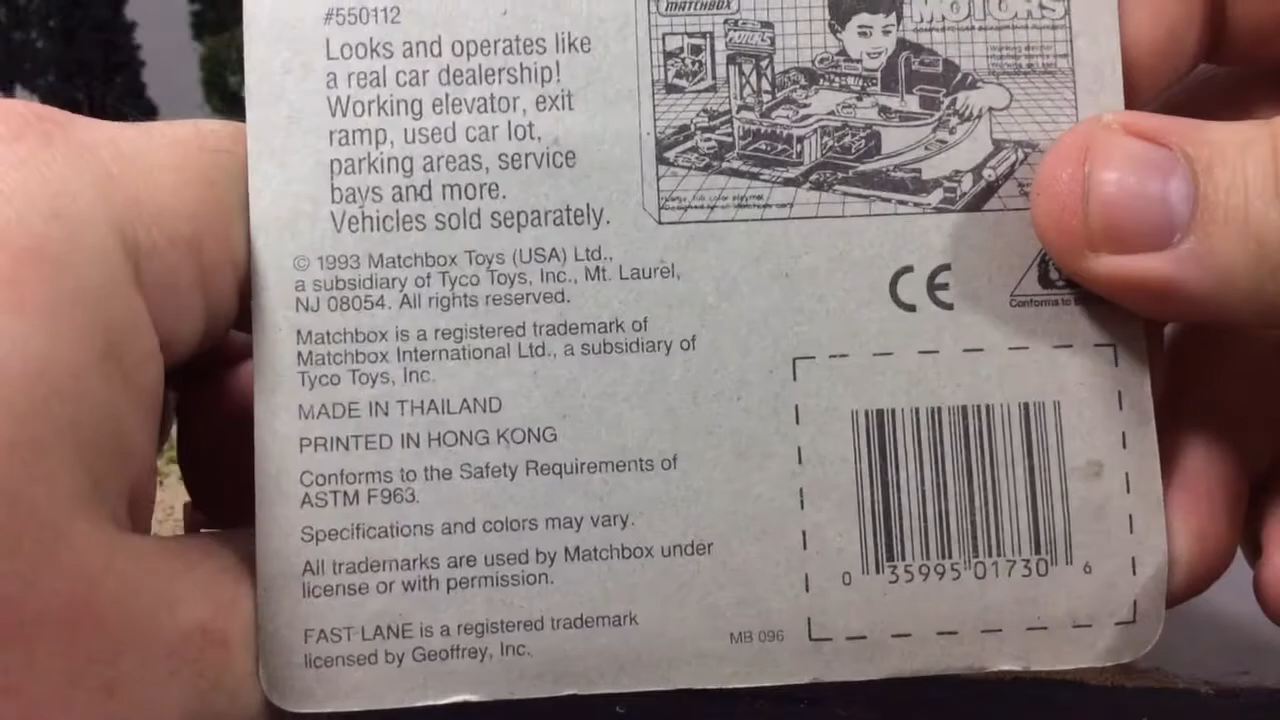 #550112
Looks and operates like
a real car dealership!
Working elevator, exit
ramp, used car lot,
parking areas, service
bays and more.
Vehicles sold separately.
© 1993 Matchbox Toys (USA) Ltd.,
a subsidiary of Tyco Toys, Inc., Mt. Laurel,
NJ 08054. All rights reserved.
Matchbox is a registered trademark of
Matchbox International Ltd., a subsidiary of
Tyco Toys, Inc.
MADE IN THAILAND
PRINTED IN HONG KONG
Conforms to the Safety Requirements of
ASTM F963.
Specifications and colors may vary.
All trademarks are used by Matchbox under
license or with permission.
FAST LANE is a registered trademark
licensed by Geoffrey, Inc.
MB 096
MATCHBOX
MOTORS
MOTORS
CE
Conforms to
0 35995 01730 6